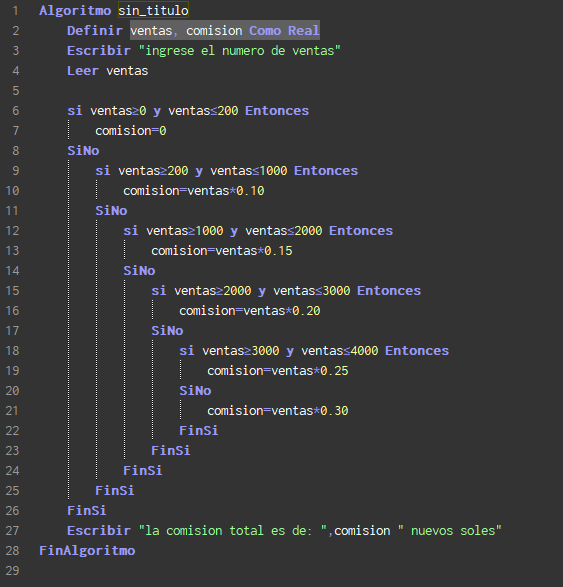 1 Algoritmo sin_titulo
2 Definir ventas, comision Como Real
3 Escribir "ingrese el numero de ventas"
4 Leer ventas
5
6 si ventas≥0 y ventas≤200 Entonces
7 comision=0
8 SiNo
9 si ventas≥200 y ventas≤1000 Entonces
10 comision=ventas*0.10
11 SiNo
12 si ventas≥1000 y ventas≤2000 Entonces
13 comision=ventas*0.15
14 SiNo
15 si ventas≥2000 y ventas≤3000 Entonces
16 comision=ventas*0.20
17 SiNo
18 si ventas≥3000 y ventas≤4000 Entonces
19 comision=ventas*0.25
20 SiNo
21 comision=ventas*0.30
22 FinSi
23 FinSi
24 FinSi
25 FinSi
26 FinSi
27 Escribir "la comision total es de: ",comision " nuevos soles"
28 FinAlgoritmo
29